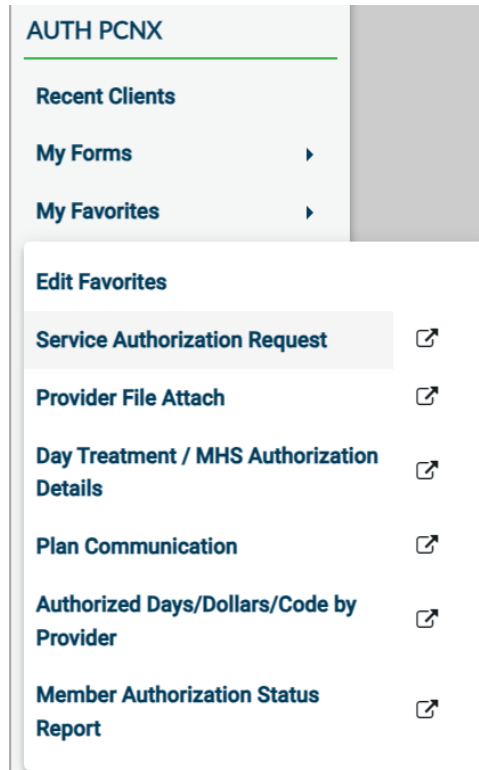 AUTH PCNX
Recent Clients
My Forms
My Favorites
Edit Favorites
Service Authorization Request
Provider File Attach
Day Treatment / MHS Authorization
Details
Plan Communication
Authorized Days/Dollars/Code by
Provider
Member Authorization Status
Report